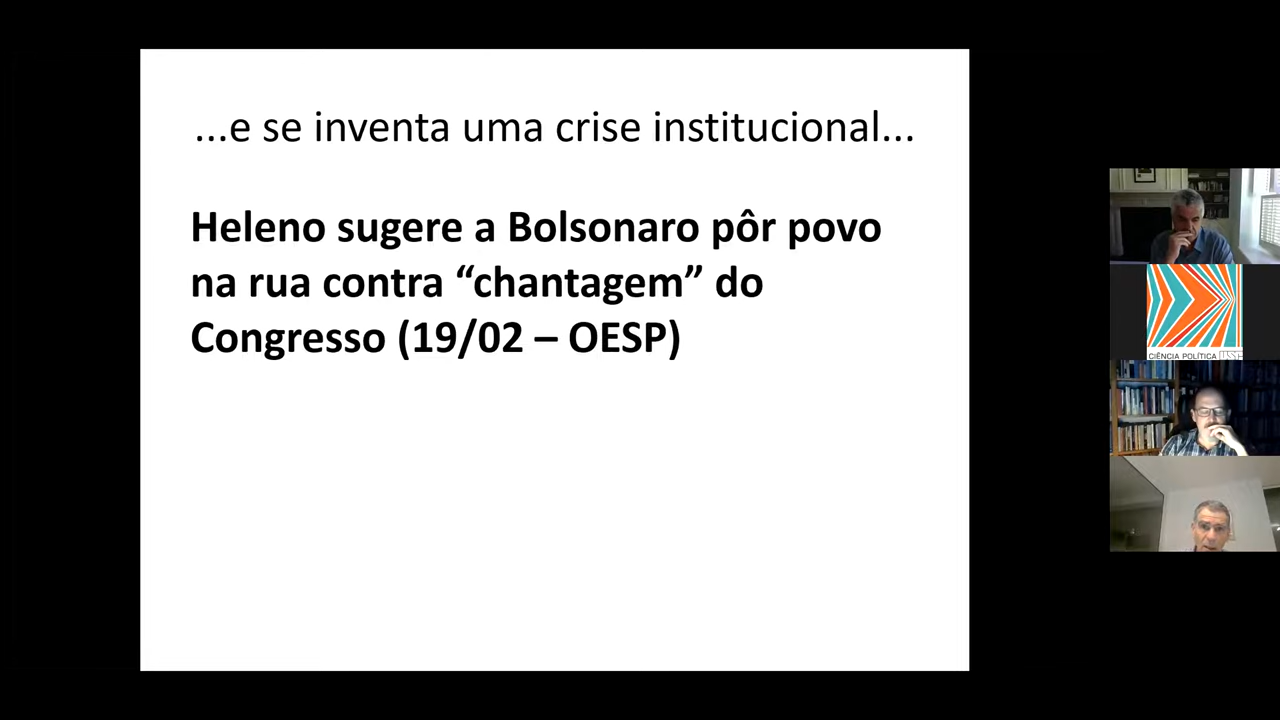 ...e se inventa uma crise institucional...
Heleno sugere a Bolsonaro pôr povo
na rua contra “chantagem” do
Congresso (19/02 – OESP)
CIÊNCIA POLÍTICA USP